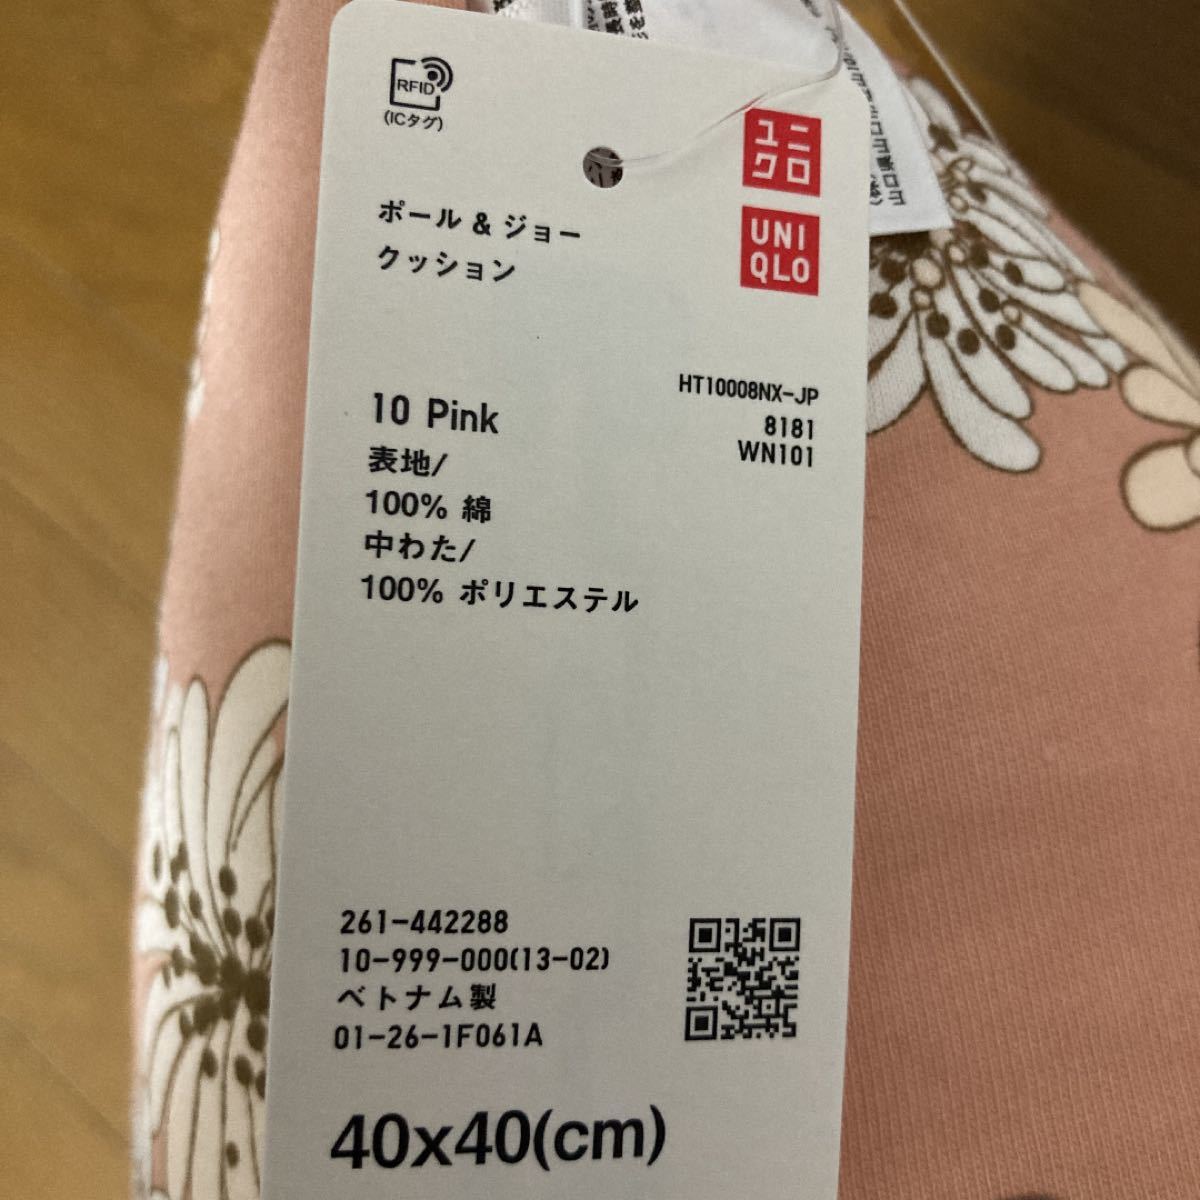 RFID
(ICタグ)
ユニ
クロ
UNI
QLO
ポール & ジョー
クッション
HT10008NX-JP
8181
WN101
10 Pink
表地/
100% 綿
中わた/
100% ポリエステル
261-442288
10-999-000(13-02)
ベトナム製
01-26-1F061A
40x40(cm)